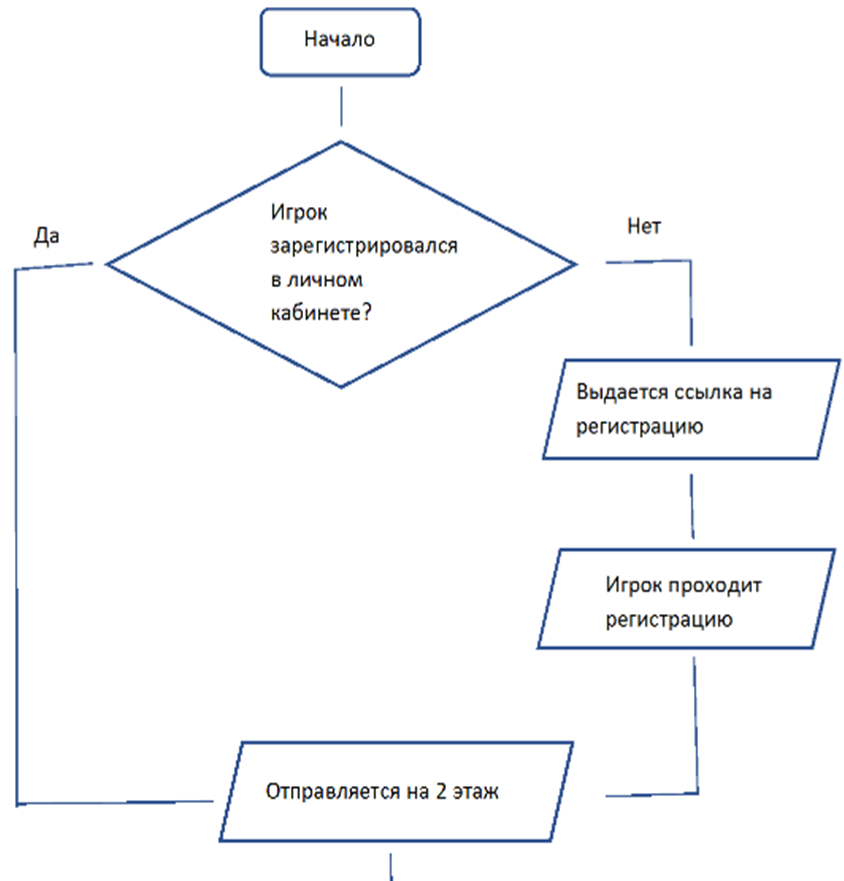 Начало
Да
Игрок
зарегистрировался
в личном
кабинете?
Нет
Выдается ссылка на
регистрацию
Игрок проходит
регистрацию
Отправляется на 2 этаж